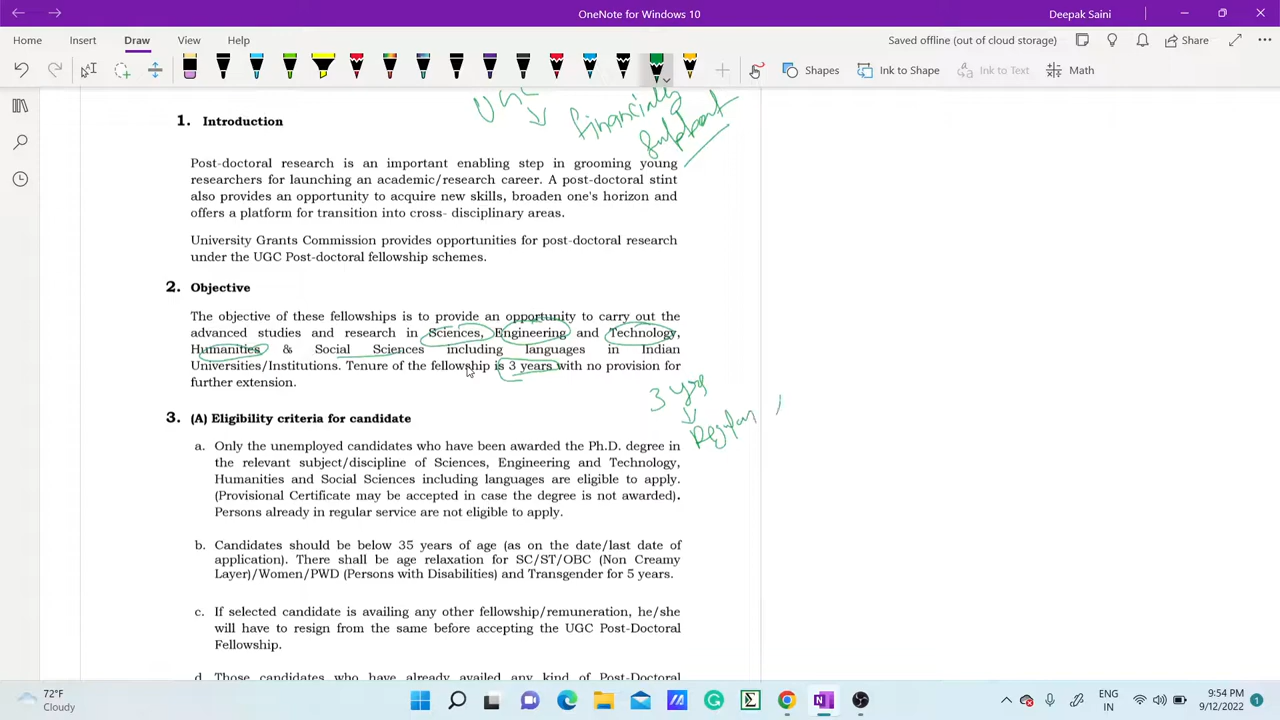 OneNote for Windows 10
Deepak Saini
Home Insert Draw View Help
Saved offline (out of cloud storage)
Share
Shapes
Ink to Shape
Ink to Text
Math
UGC
financially
Support
1. Introduction
Post-doctoral research is an important enabling step in grooming young
researchers for launching an academic/research career. A post-doctoral stint
also provides an opportunity to acquire new skills, broaden one's horizon and
offers a platform for transition into cross- disciplinary areas.
University Grants Commission provides opportunities for post-doctoral research
under the UGC Post-doctoral fellowship schemes.
2. Objective
The objective of these fellowships is to provide an opportunity to carry out the
advanced studies and research in Sciences, Engineering and Technology,
Humanities & Social Sciences including languages in Indian
Universities/Institutions. Tenure of the fellowship is 3 years with no provision for
further extension.
3 yrs
Regular
3. (A) Eligibility criteria for candidate
a. Only the unemployed candidates who have been awarded the Ph.D. degree in
the relevant subject/discipline of Sciences, Engineering and Technology,
Humanities and Social Sciences including languages are eligible to apply.
(Provisional Certificate may be accepted in case the degree is not awarded).
Persons already in regular service are not eligible to apply.
b. Candidates should be below 35 years of age (as on the date/last date of
application). There shall be age relaxation for SC/ST/OBC (Non Creamy
Layer)/Women/PWD (Persons with Disabilities) and Transgender for 5 years.
c. If selected candidate is availing any other fellowship/remuneration, he/she
will have to resign from the same before accepting the UGC Post-Doctoral
Fellowship.
d. Those candidates who have already availed any kind of Post-Doctoral
72°F
Cloudy
ENG
IN
9:54 PM
9/12/2022